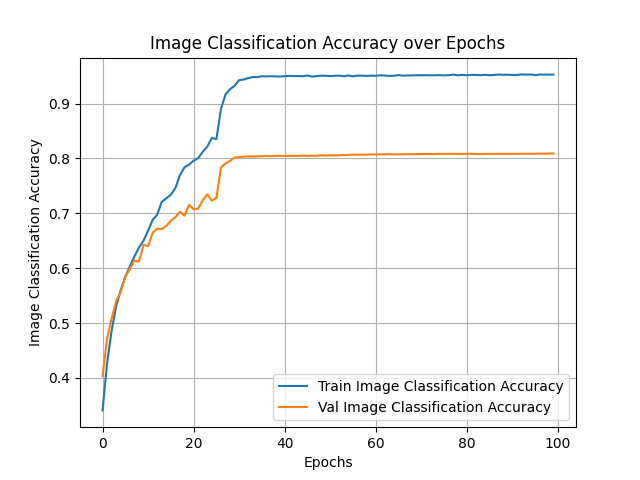 Image Classification Accuracy over Epochs
Image Classification Accuracy
0.9
0.8
0.7
0.6
0.5
0.4
Train Image Classification Accuracy
Val Image Classification Accuracy
0 20 40 60 80 100
Epochs